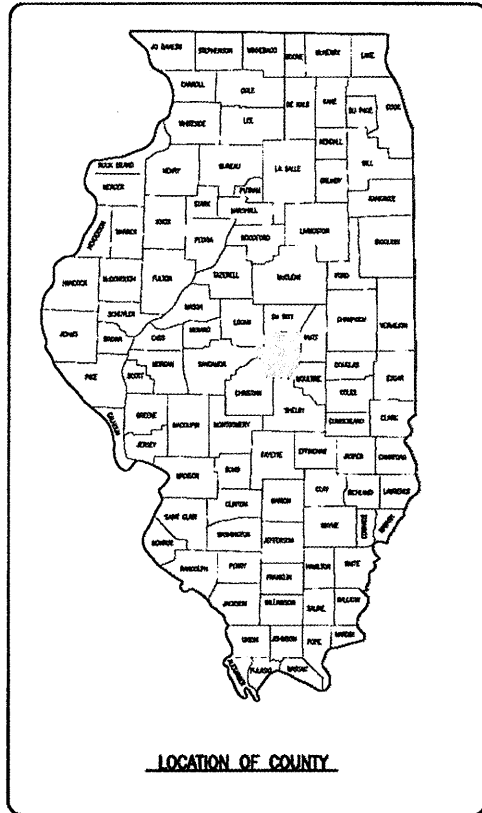 JO DAVIESS STEPHENSON WINNEBAGO BOONE McHENRY LAKE
CARROLL OGLE DE KALB KANE DU PAGE COOK
WHITESIDE LEE KENDALL
ROCK ISLAND HENRY BUREAU LA SALLE GRUNDY WILL
MERCER PUTNAM KANKAKEE
HENDERSON WARREN KNOX STARK MARSHALL
PEORIA WOODFORD LIVINGSTON IROQUOIS
HANCOCK McDONOUGH FULTON TAZEWELL McCLEAN FORD
SCHUYLER MASON
ADAMS BROWN CASS MENARD LOGAN DE WITT PIATT CHAMPAIGN VERMILION
PIKE SCOTT MORGAN SANGAMON MOULTRIE DOUGLAS EDGAR
CHRISTIAN COLES
CALHOUN GREENE MACOUPIN MONTGOMERY SHELBY CUMBERLAND CLARK
JERSEY FAYETTE EFFINGHAM JASPER CRAWFORD
MADISON BOND CLAY RICHLAND LAWRENCE
CLINTON MARION
SAINT CLAIR WASHINGTON JEFFERSON WAYNE EDWARDS WABASH
MONROE
RANDOLPH PERRY HAMILTON WHITE
FRANKLIN
JACKSON WILLIAMSON SALINE GALLATIN
UNION JOHNSON POPE HARDIN
ALEXANDER PULASKI MASSAC
LOCATION OF COUNTY